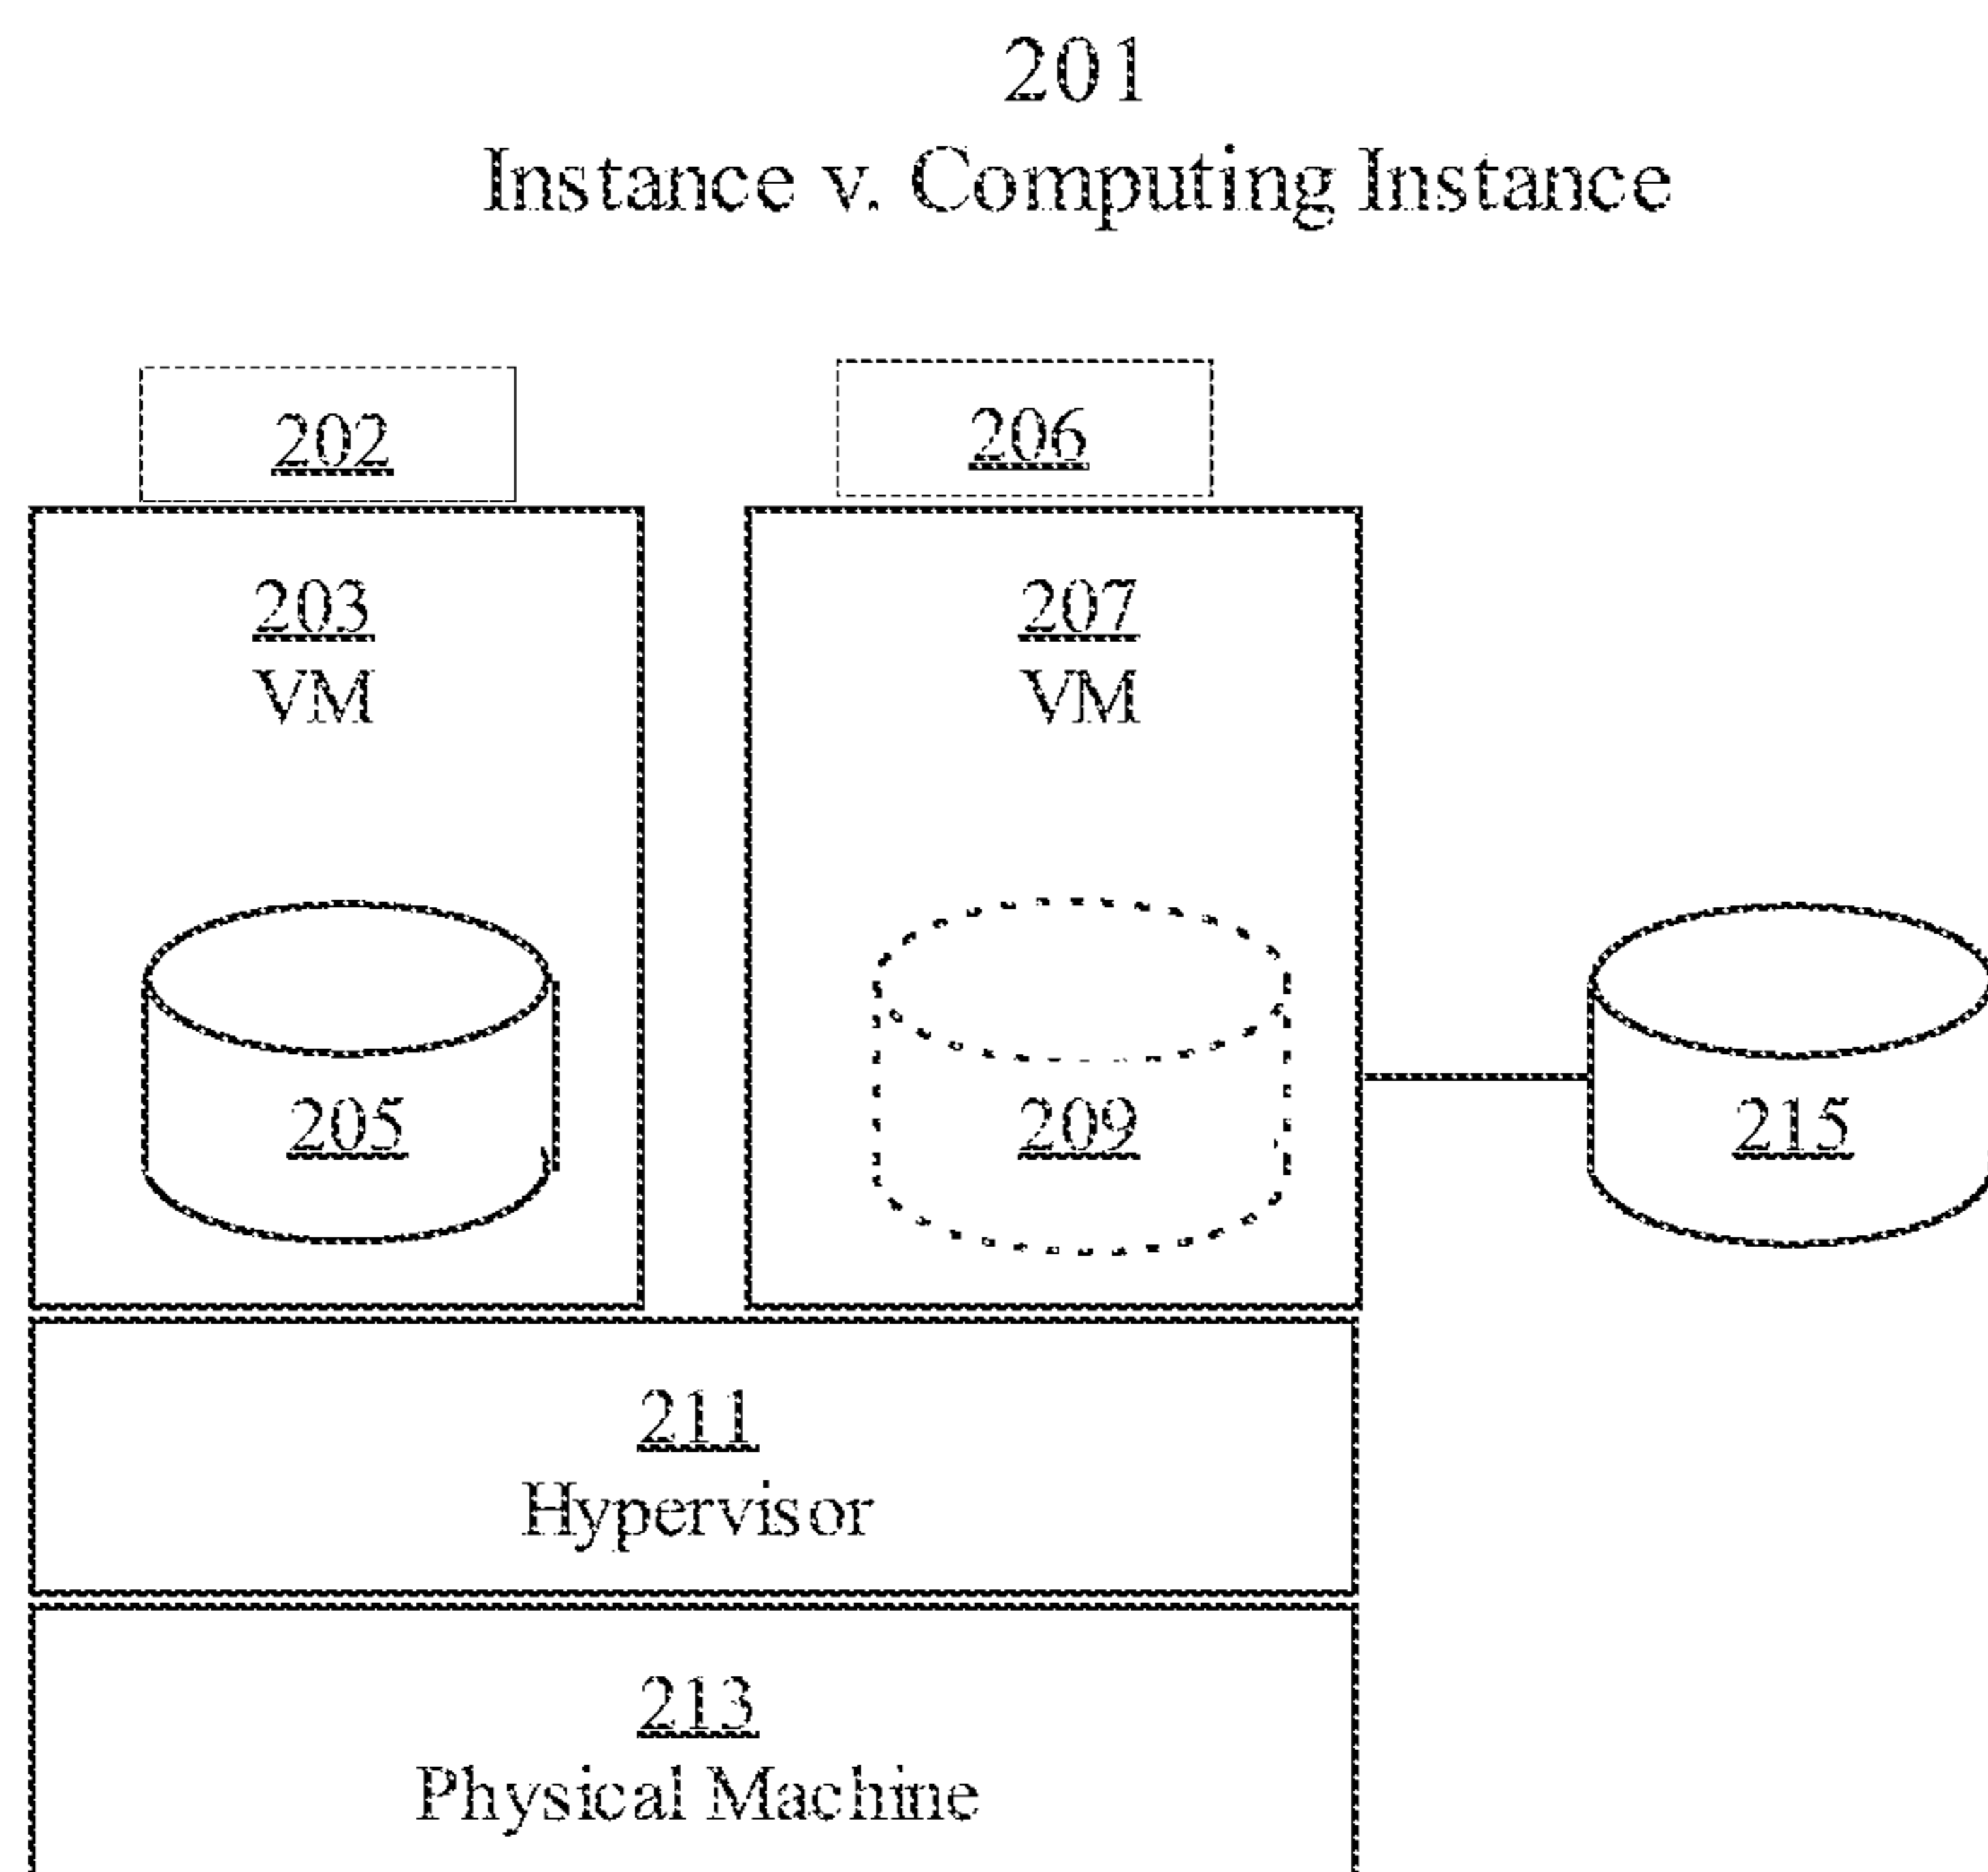 201
Instance v. Computing Instance
202
206
203
VM
207
VM
205
209
215
211
Hypervisor
213
Physical Machine